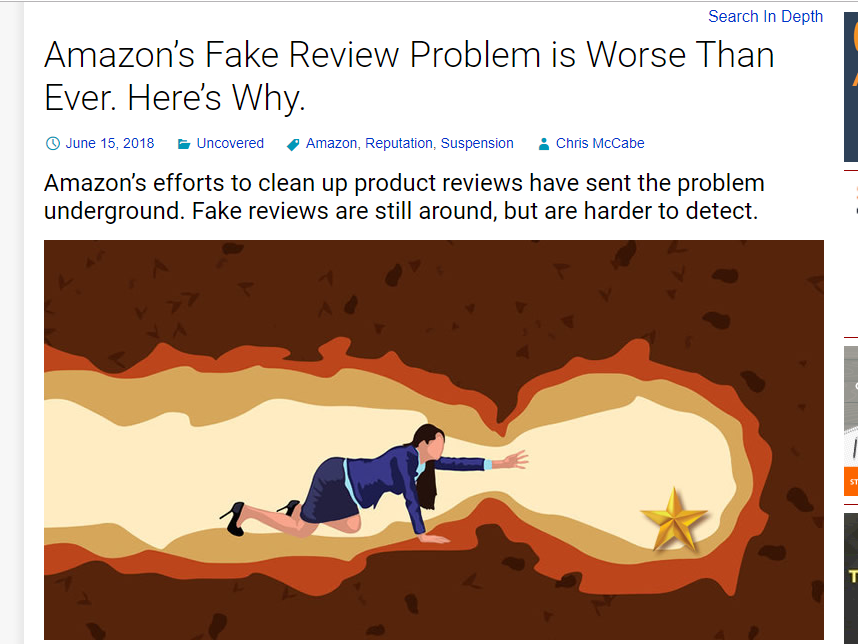 Search In Depth
Amazon’s Fake Review Problem is Worse Than
Ever. Here’s Why.
June 15, 2018 Uncovered Amazon, Reputation, Suspension Chris McCabe
Amazon’s efforts to clean up product reviews have sent the problem
underground. Fake reviews are still around, but are harder to detect.